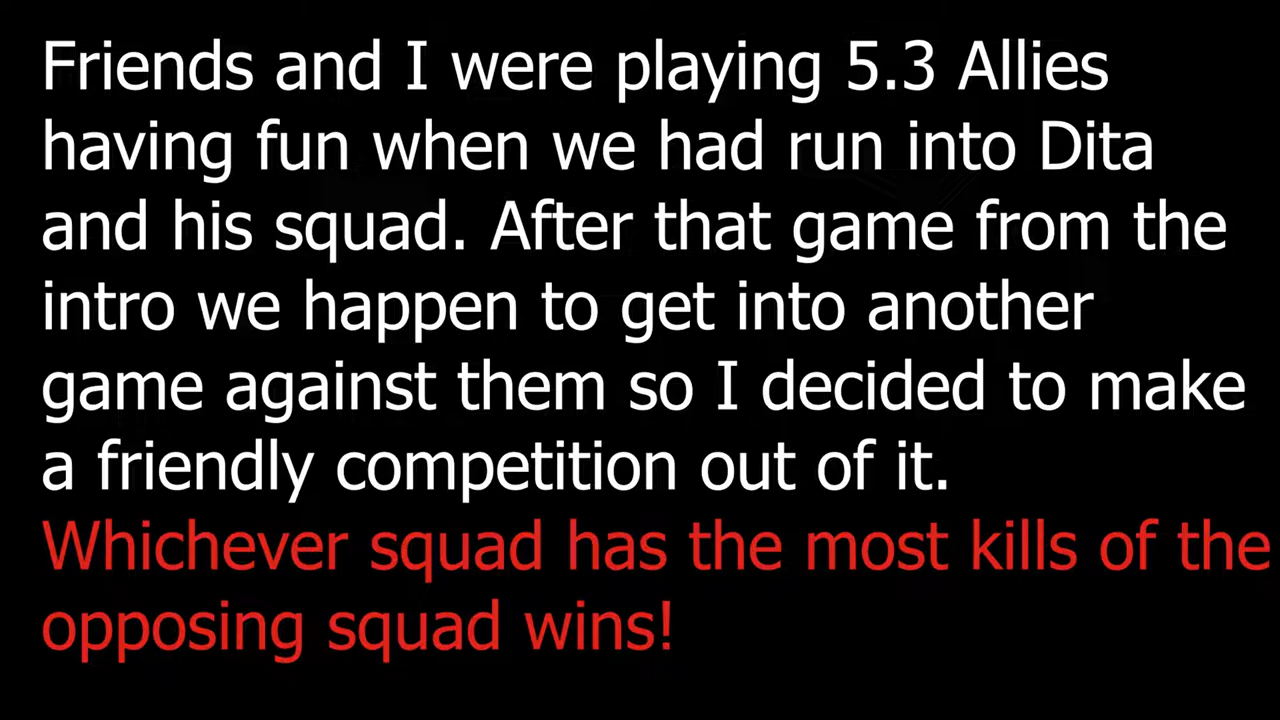 Friends and I were playing 5.3 Allies
having fun when we had run into Dita
and his squad. After that game from the
intro we happen to get into another
game against them so I decided to make
a friendly competition out of it.
Whichever squad has the most kills of the
opposing squad wins!